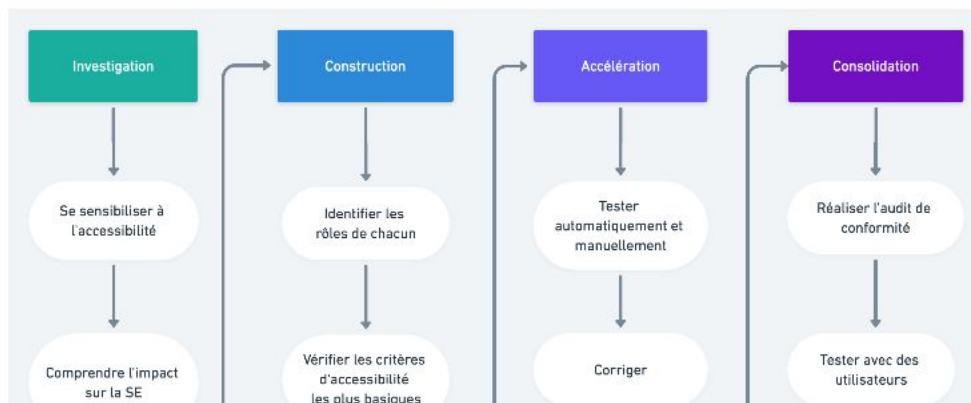 Investigation
Construction
Accélération
Consolidation
Se sensibiliser à
l'accessibilité
Identifier les
rôles de chacun
Tester
automatiquement et
manuellement
Réaliser l'audit de
conformité
Comprendre l'impact
sur la SE
Vérifier les critères
d'accessibilité
les plus basiques
Corriger
Tester avec des
utilisateurs